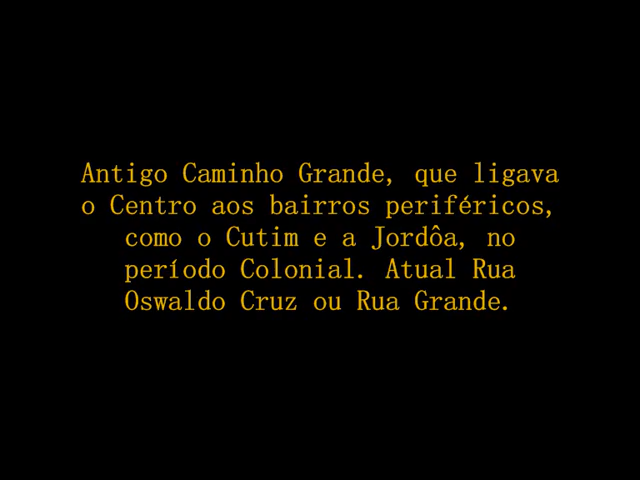 Antigo Caminho Grande, que ligava
o Centro aos bairros periféricos,
como o Cutim e a Jordôa, no
período Colonial. Atual Rua
Oswaldo Cruz ou Rua Grande.